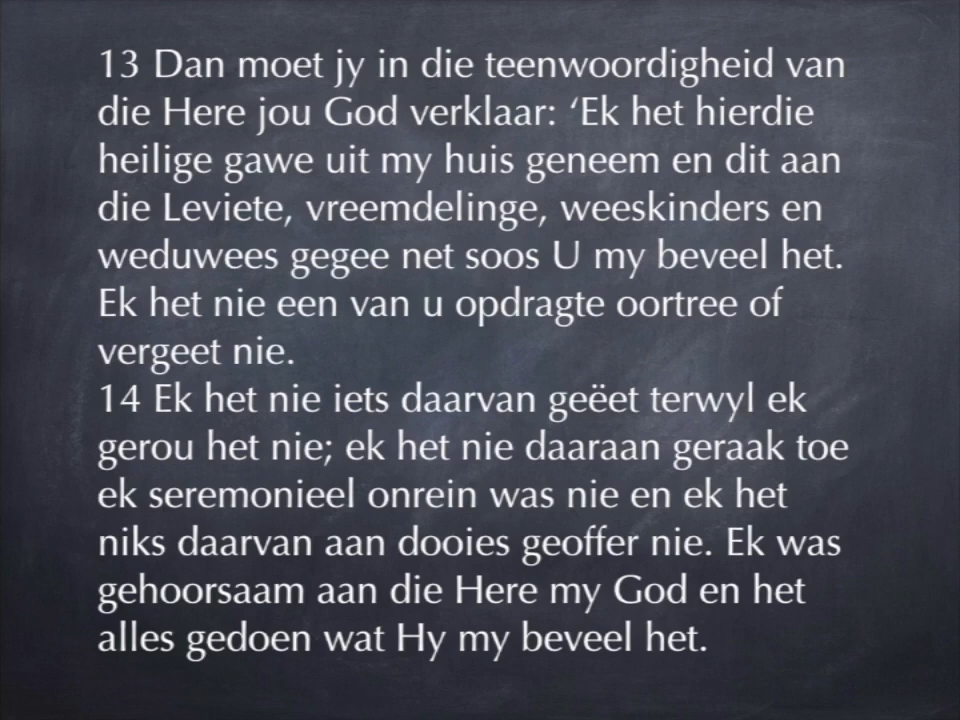 13 Dan moet jy in die teenwoordigheid van
die Here jou God verklaar: ‘Ek het hierdie
heilige gawe uit my huis geneem en dit aan
die Leviete, vreemdelinge, weeskinders en
weduwees gegee net soos U my beveel het.
Ek het nie een van u opdragte oortree of
vergeet nie.
14 Ek het nie iets daarvan geëet terwyl ek
gerou het nie; ek het nie daaraan geraak toe
ek seremonieel onrein was nie en ek het
niks daarvan aan dooies geoffer nie. Ek was
gehoorsaam aan die Here my God en het
alles gedoen wat Hy my beveel het.